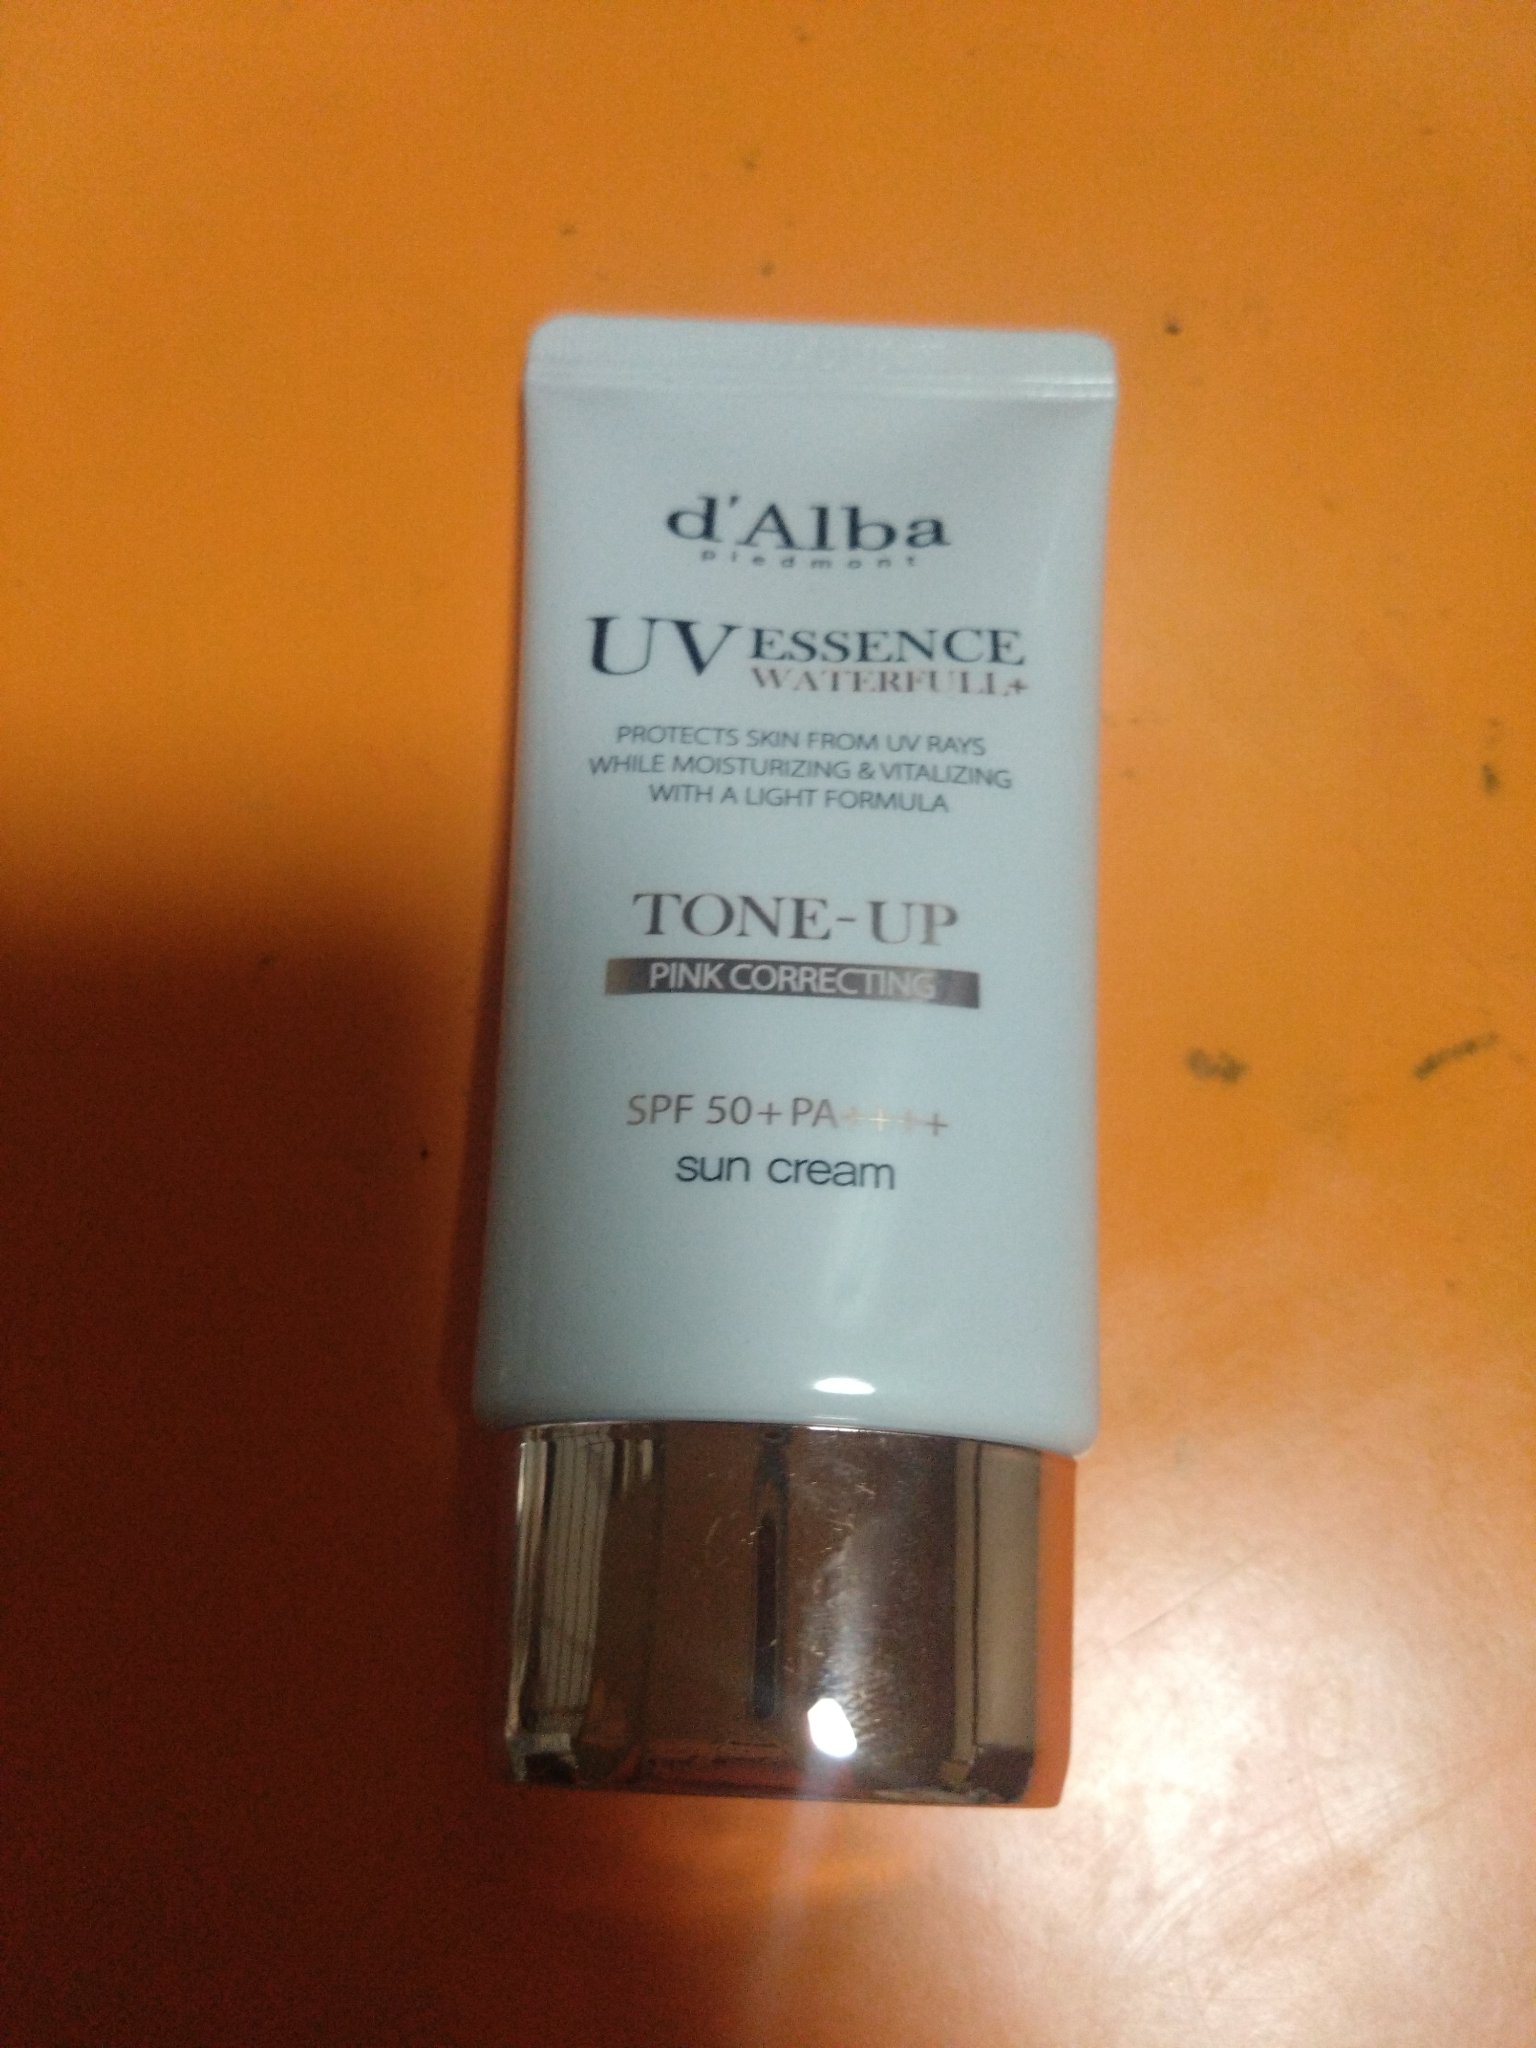 d'Alba
piedmont
UV ESSENCE
WATERFULL+
PROTECTS SKIN FROM UV RAYS
WHILE MOISTURIZING & VITALIZING
WITH A LIGHT FORMULA
TONE-UP
PINK CORRECTING
SPF 50+ PA++++
sun cream